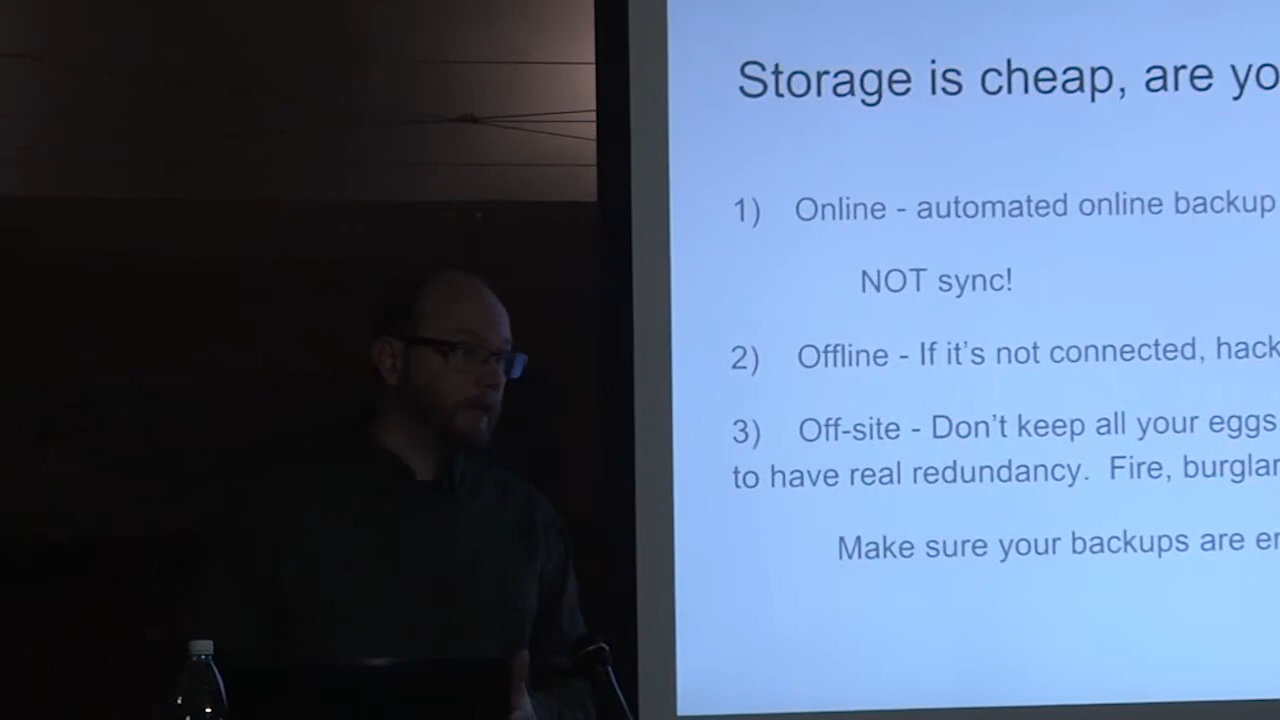 Storage is cheap, are yo
1) Online - automated online backup
NOT sync!
2) Offline - If it's not connected, hack
3) Off-site - Don't keep all your eggs
to have real redundancy. Fire, burglar
Make sure your backups are en